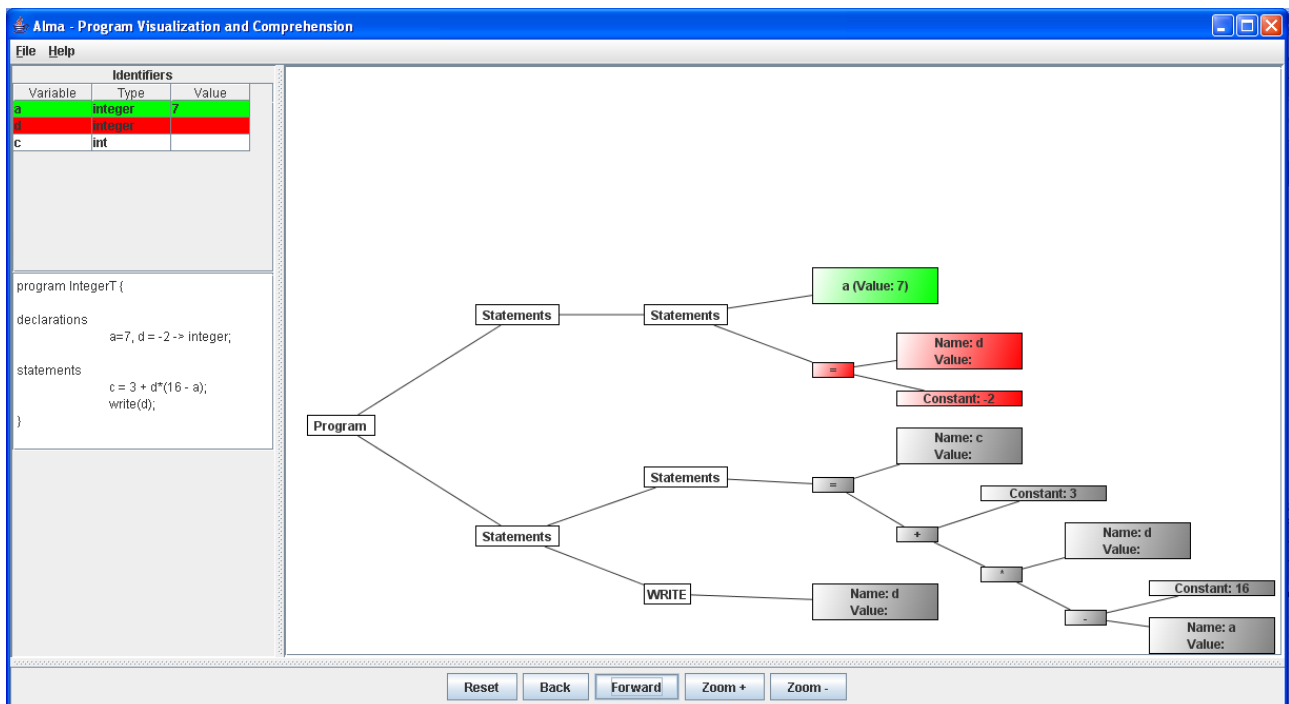 Alma - Program Visualization and Comprehension
File Help
Identifiers
Variable Type Value
a integer 7
d integer
c int
program IntegerT {
declarations
a=7, d = -2 -> integer;
statements
c = 3 + d*(16 - a);
write(d);
}
a (Value: 7)
Statements
Statements
Name: d
Value:
=
Constant: -2
Program
Name: c
Value:
Statements
=
Constant: 3
Statements
+
Name: d
Value:
*
Constant: 16
WRITE
Name: d
Value:
-
Name: a
Value:
Reset Back Forward Zoom + Zoom -